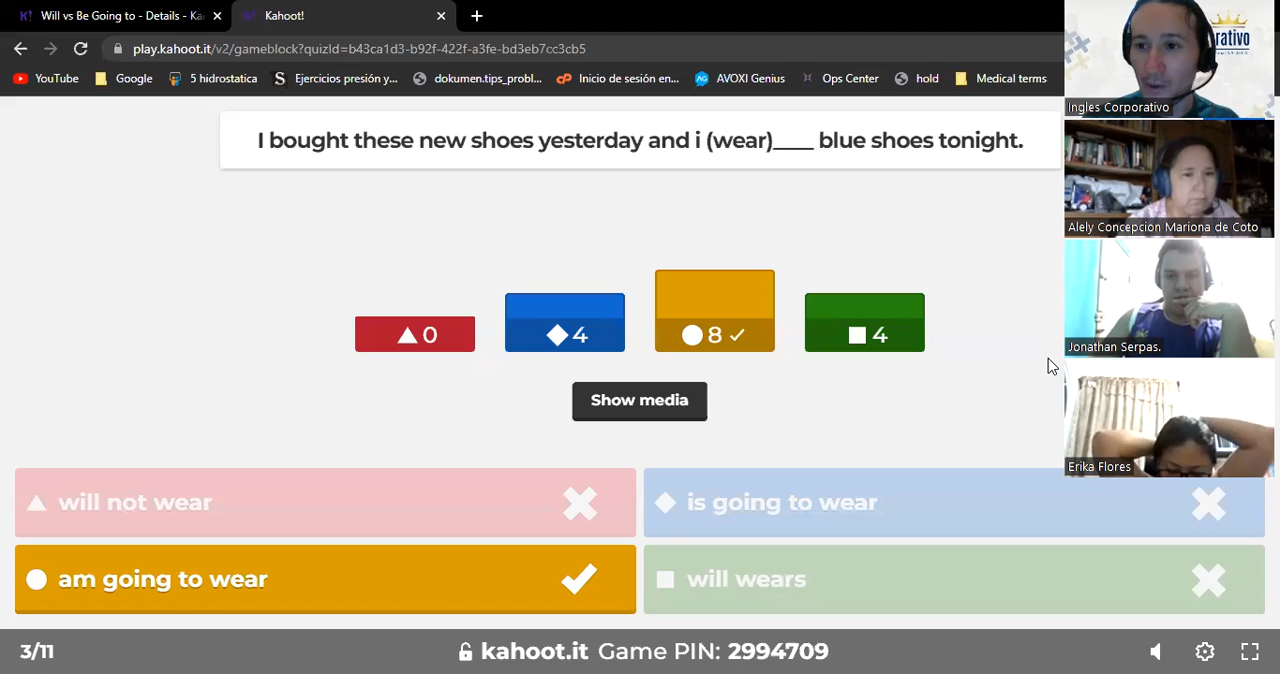 Will vs Be Going to - Details - Ka
Kahoot!
play.kahoot.it/v2/gameblock?quizId=b43ca1d3-b92f-422f-a3fe-bd3eb7cc3cb5
YouTube
Google
5 hidrostatica
Ejercicios presión y...
dokumen.tips_probl...
Inicio de sesión en...
AVOXI Genius
Ops Center
hold
Medical terms
rativo
Ingles Corporativo
I bought these new shoes yesterday and i (wear)____ blue shoes tonight.
Alely Concepcion Mariona de Coto
0
4
8
4
Jonathan Serpas.
Show media
Erika Flores
will not wear
is going to wear
am going to wear
will wears
3/11
kahoot.it Game PIN: 2994709